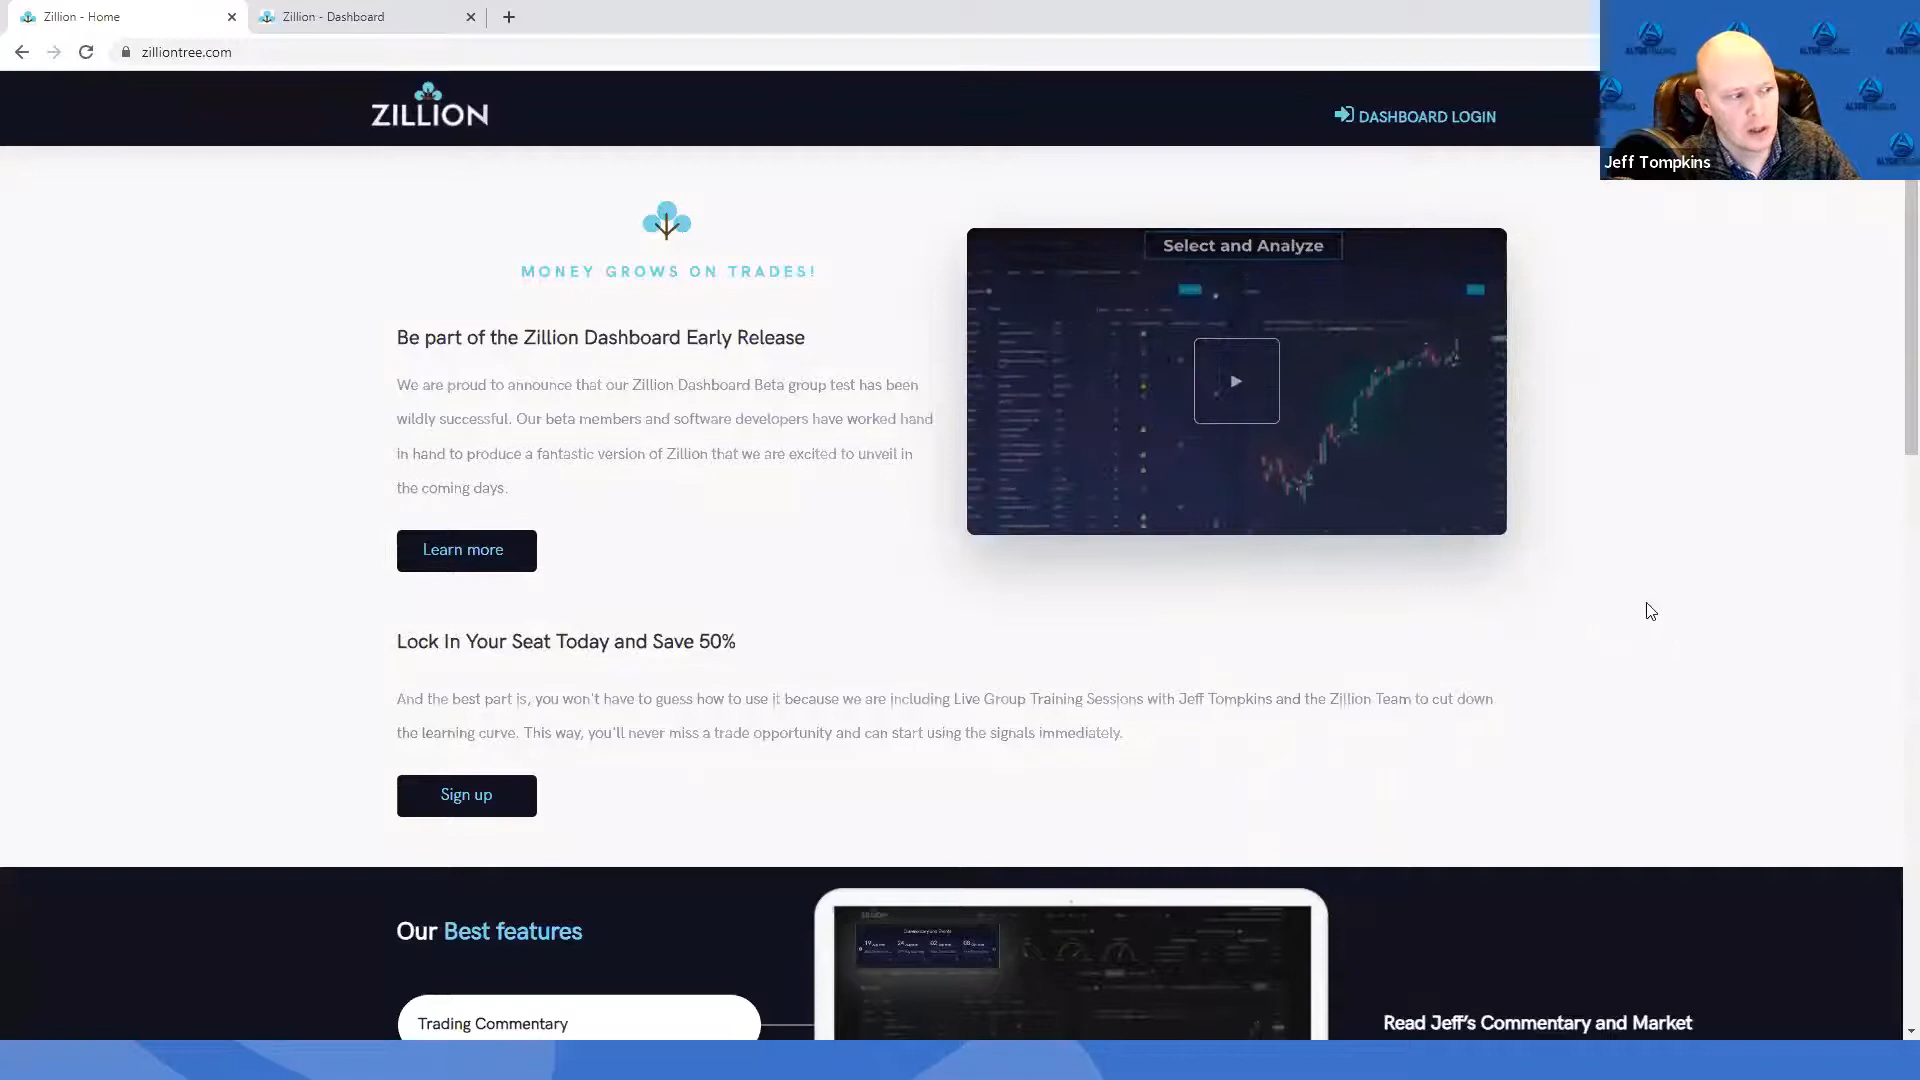 Zillion - Home
Zillion - Dashboard
zilliontree.com
ZILLION
DASHBOARD LOGIN
Jeff Tompkins
MONEY GROWS ON TRADES!
Select and Analyze
Be part of the Zillion Dashboard Early Release
We are proud to announce that our Zillion Dashboard Beta group test has been
wildly successful. Our beta members and software developers have worked hand
in hand to produce a fantastic version of Zillion that we are excited to unveil in
the coming days.
Learn more
Lock In Your Seat Today and Save 50%
And the best part is, you won't have to guess how to use it because we are including Live Group Training Sessions with Jeff Tompkins and the Zillion Team to cut down
the learning curve. This way, you'll never miss a trade opportunity and can start using the signals immediately.
Sign up
Our Best features
Trading Commentary
Read Jeff's Commentary and Market